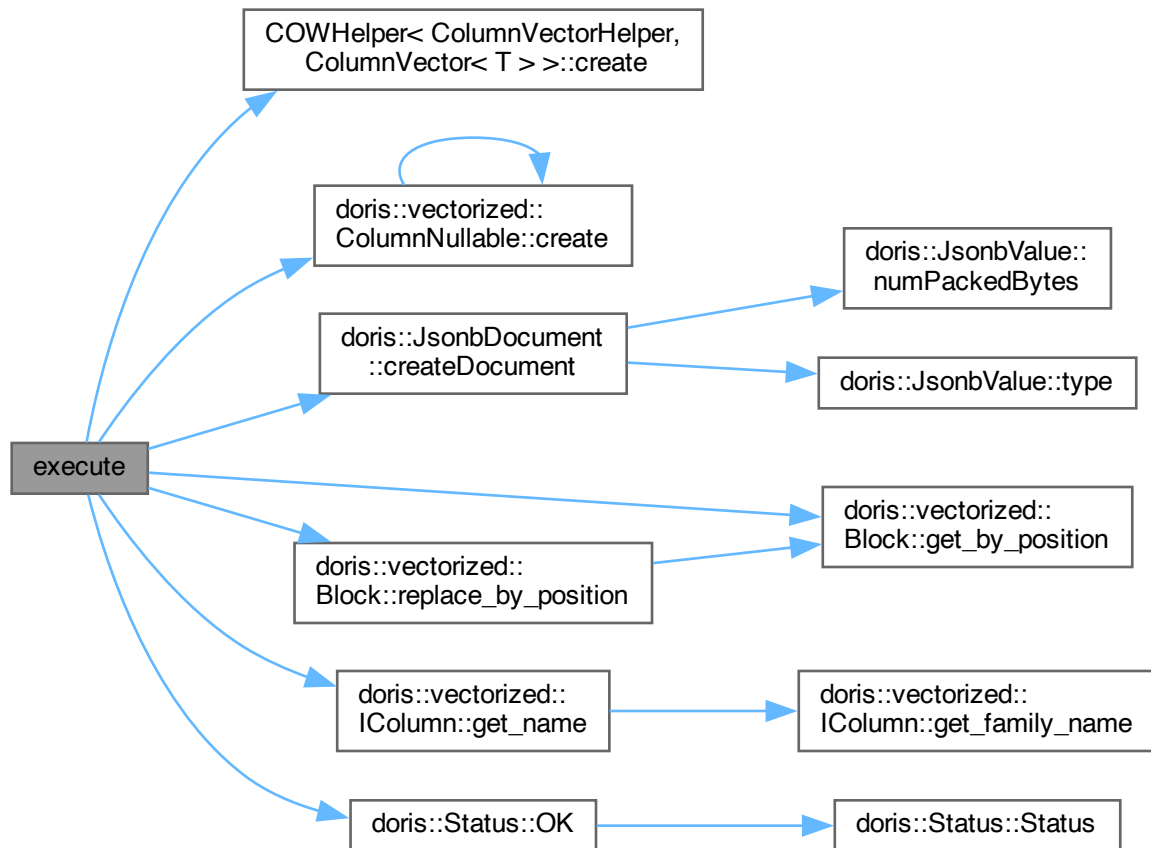 COWHelper< ColumnVectorHelper,
ColumnVector< T > >::create
doris::vectorized::
ColumnNullable::create
doris::JsonbValue::
numPackedBytes
doris::JsonbDocument
::createDocument
doris::JsonbValue::type
execute
doris::vectorized::
Block::get_by_position
doris::vectorized::
Block::replace_by_position
doris::vectorized::
IColumn::get_name
doris::vectorized::
IColumn::get_family_name
doris::Status::OK
doris::Status::Status